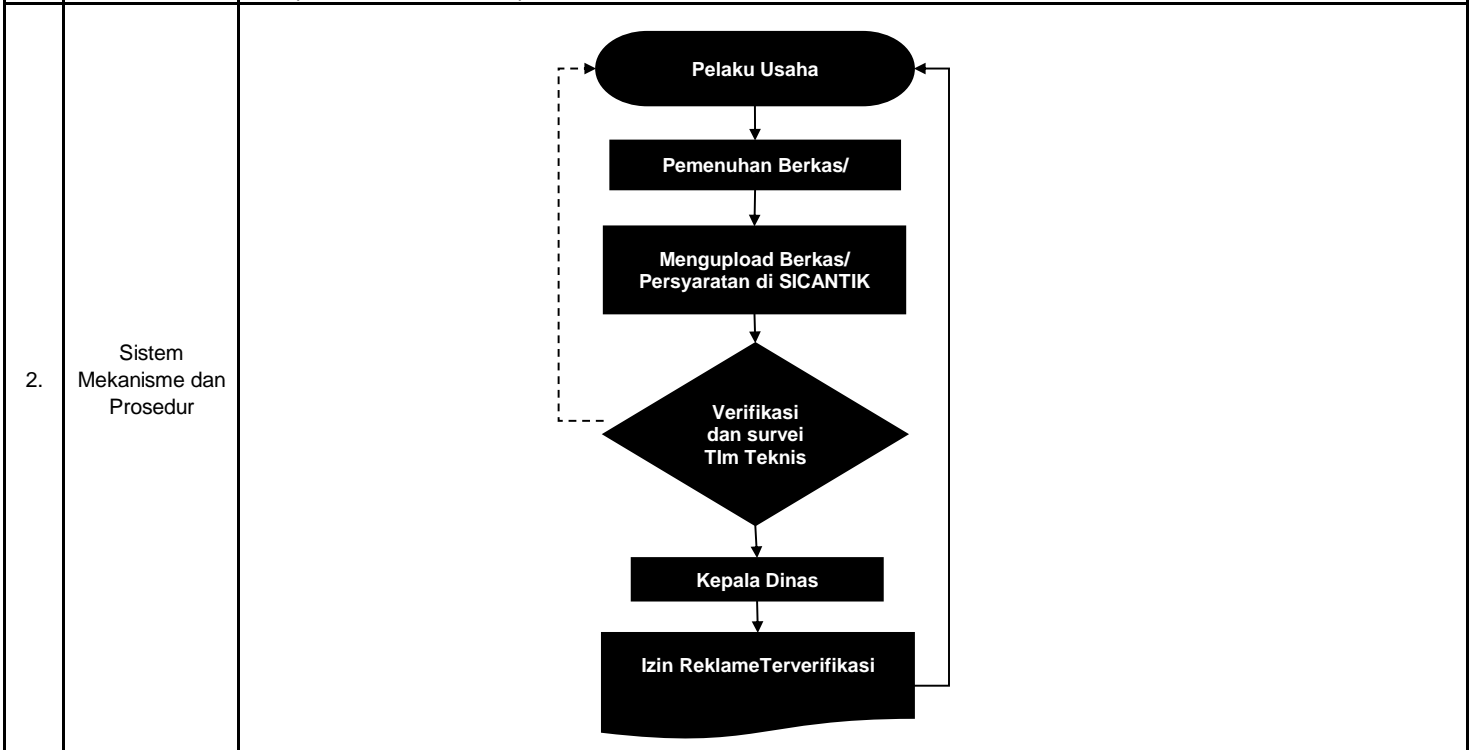 2.
Sistem
Mekanisme dan
Prosedur
Pelaku Usaha
Pemenuhan Berkas/
Mengupload Berkas/
Persyaratan di SICANTIK
Verifikasi
dan survei
TIm Teknis
Kepala Dinas
Izin ReklameTerverifikasi